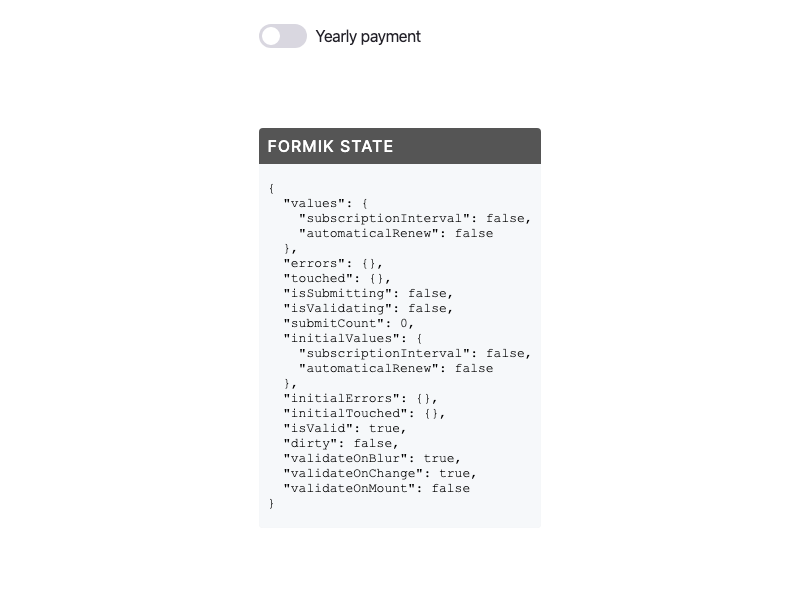 Yearly payment
FORMIK STATE
{
  "values": {
    "subscriptionInterval": false,
    "automaticalRenew": false
  },
  "errors": {},
  "touched": {},
  "isSubmitting": false,
  "isValidating": false,
  "submitCount": 0,
  "initialValues": {
    "subscriptionInterval": false,
    "automaticalRenew": false
  },
  "initialErrors": {},
  "initialTouched": {},
  "isValid": true,
  "dirty": false,
  "validateOnBlur": true,
  "validateOnChange": true,
  "validateOnMount": false
}